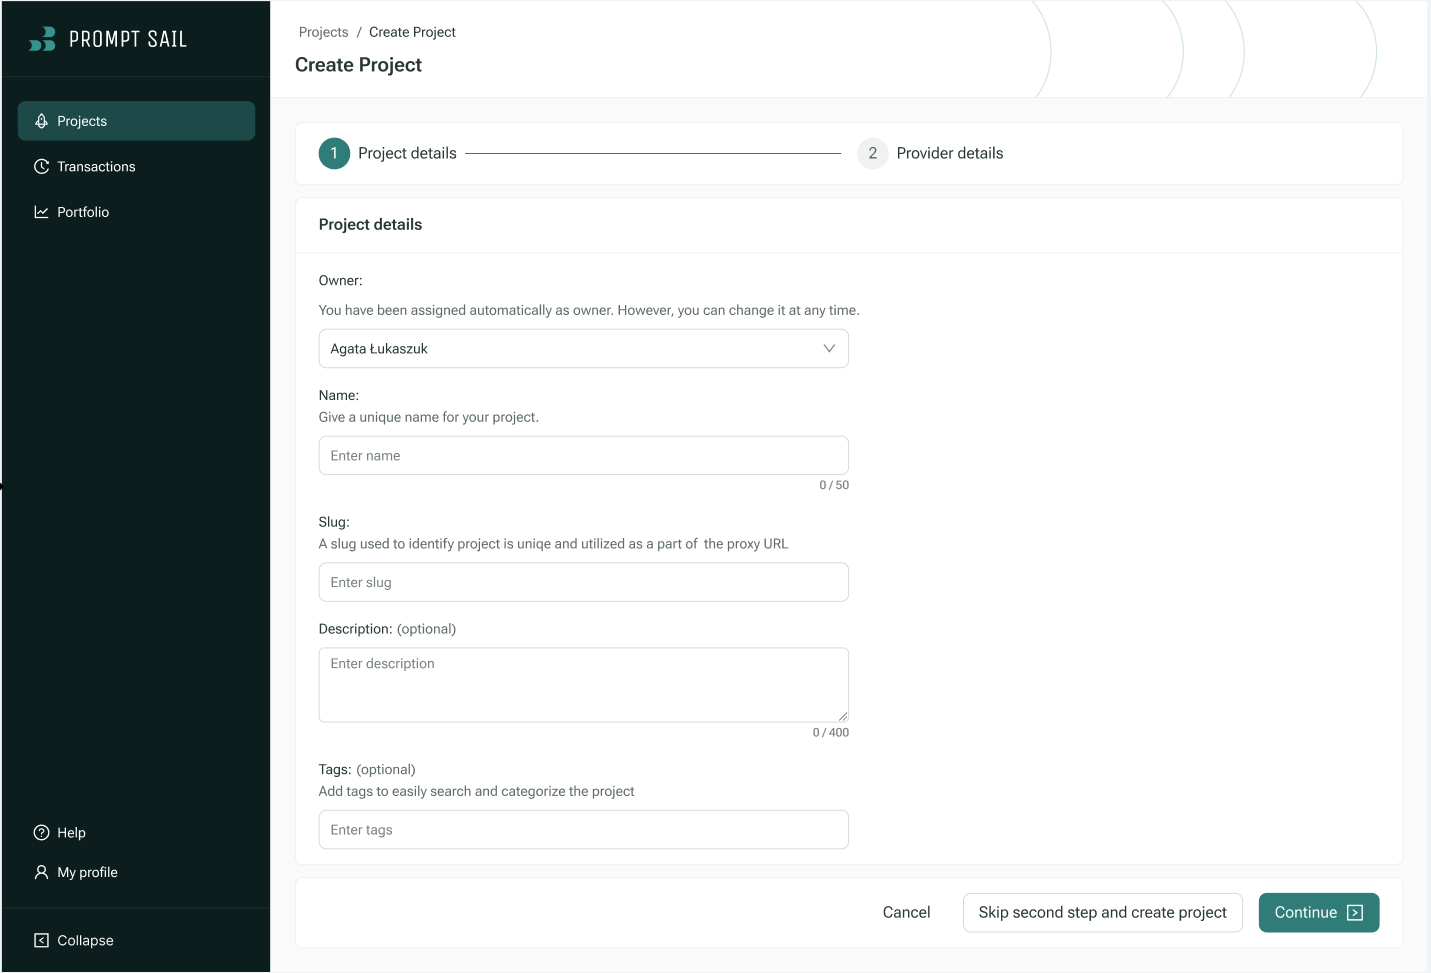 PROMPT SAIL
Projects
Transactions
Portfolio
Help
My profile
Collapse
Projects / Create Project
Create Project
1 Project details
2 Provider details
Project details
Owner:
You have been assigned automatically as owner. However, you can change it at any time.
Agata Łukaszuk
Name:
Give a unique name for your project.
Enter name
0 / 50
Slug:
A slug used to identify project is uniqe and utilized as a part of the proxy URL
Enter slug
Description: (optional)
Enter description
0 / 400
Tags: (optional)
Add tags to easily search and categorize the project
Enter tags
Cancel
Skip second step and create project
Continue